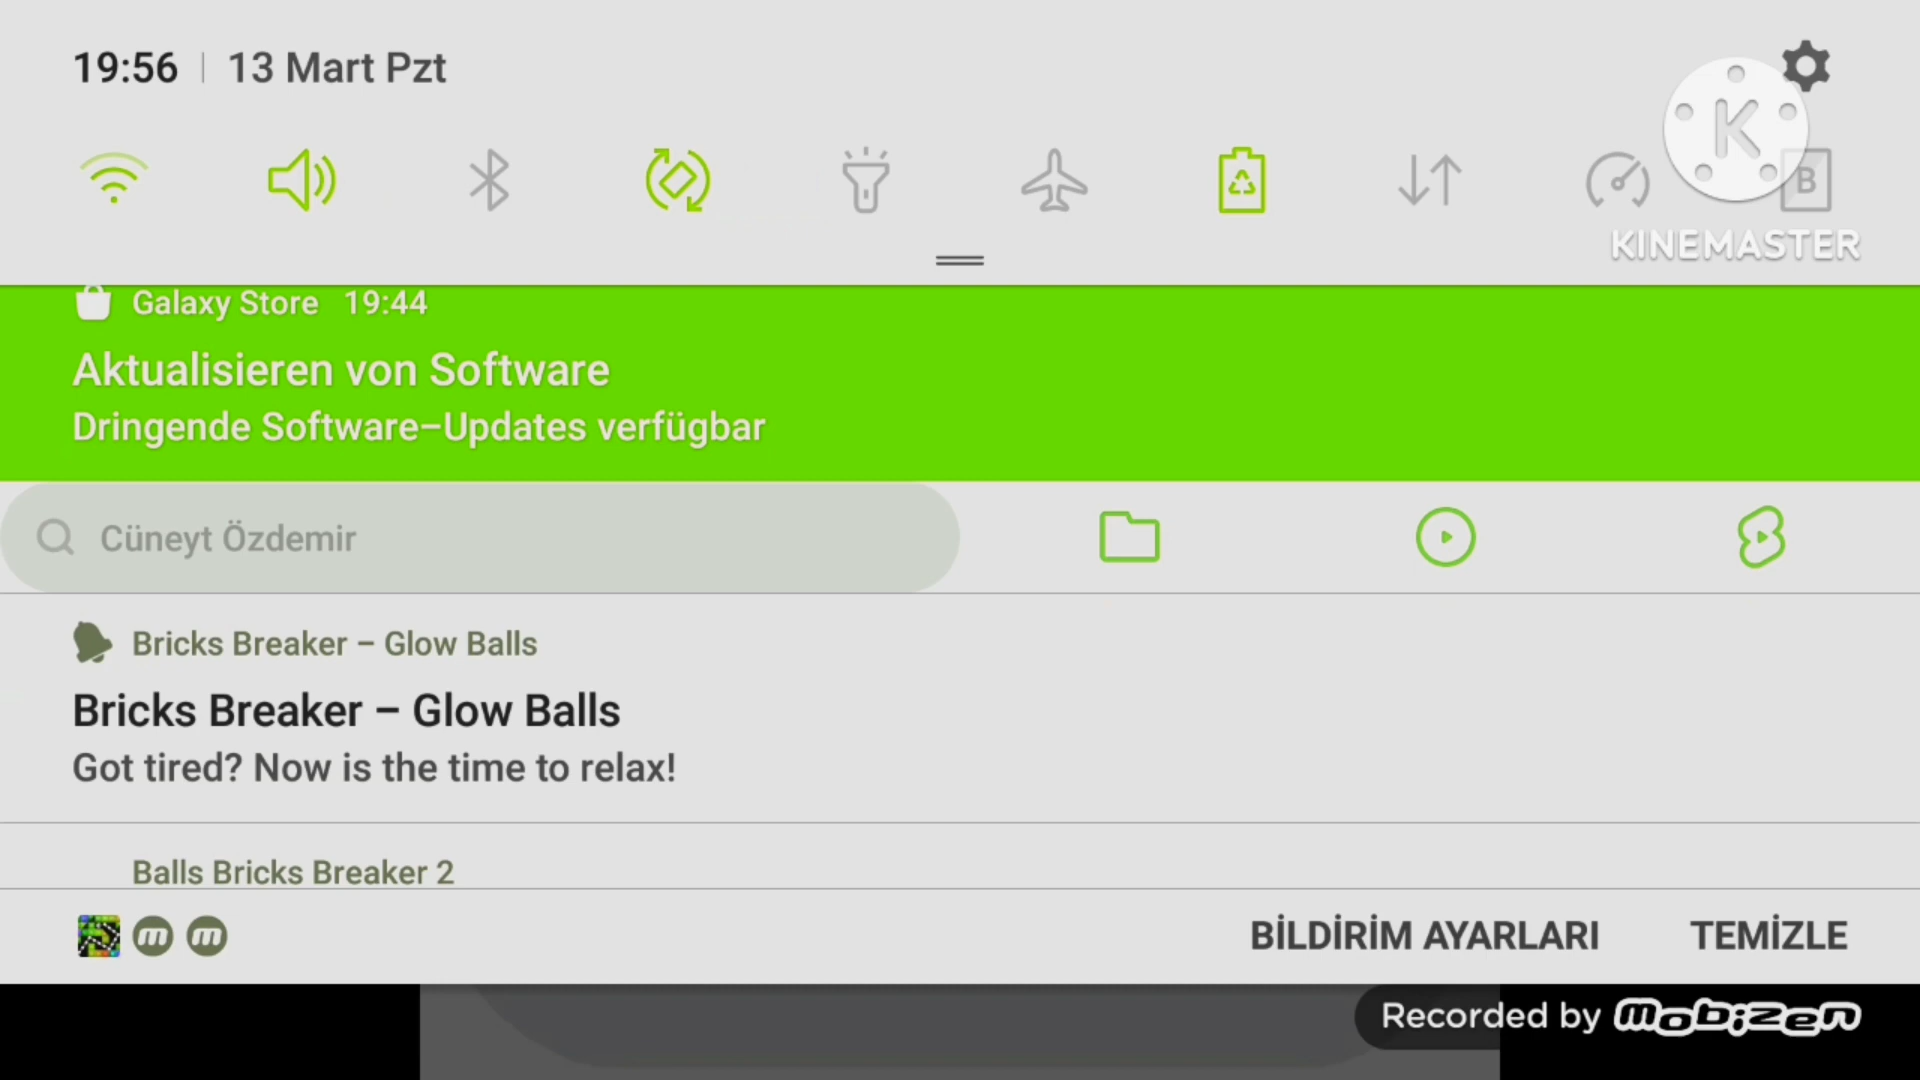 19:56 | 13 Mart Pzt
B
K
KINEMASTER
Galaxy Store 19:44
Aktualisieren von Software
Dringende Software-Updates verfügbar
Cüneyt Özdemir
Bricks Breaker – Glow Balls
Bricks Breaker – Glow Balls
Got tired? Now is the time to relax!
Balls Bricks Breaker 2
m m
BİLDİRİM AYARLARI TEMİZLE
Recorded by mobizen